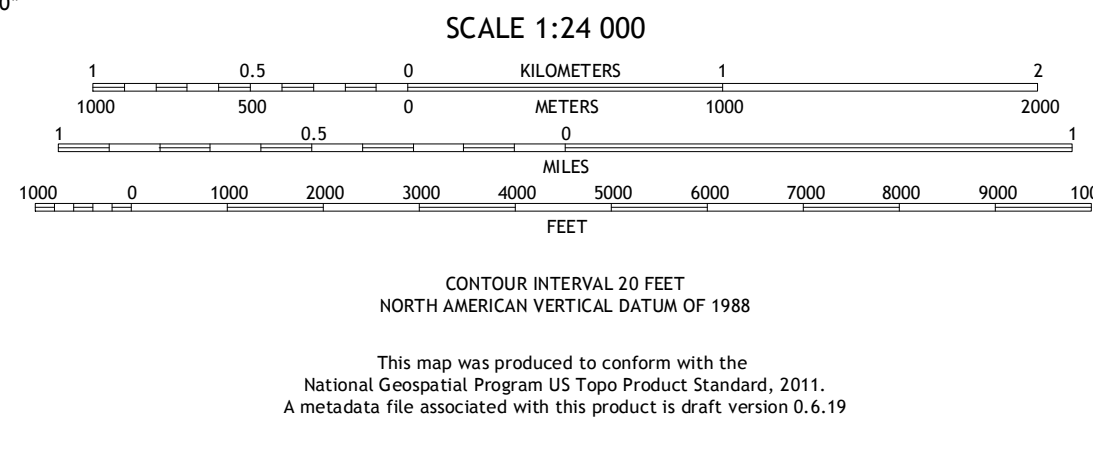 0"
SCALE 1:24 000
1 0.5 0 KILOMETERS 1 2
1000 500 0 METERS 1000 2000
1 0.5 0 1
MILES
1000 0 1000 2000 3000 4000 5000 6000 7000 8000 9000
FEET
CONTOUR INTERVAL 20 FEET
NORTH AMERICAN VERTICAL DATUM OF 1988
This map was produced to conform with the
National Geospatial Program US Topo Product Standard, 2011.
A metadata file associated with this product is draft version 0.6.19